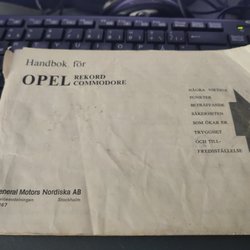 Handbok för
OPEL REKORD
COMMODORE
NÅGRA VIKTIGA
PUNKTER
BETRÄFFANDE
SÄKERHETEN
SOM ÖKAR ER
TRYGGHET
OCH TILL-
FREDSSTÄLLELSE
General Motors Nordiska AB
Stockholm